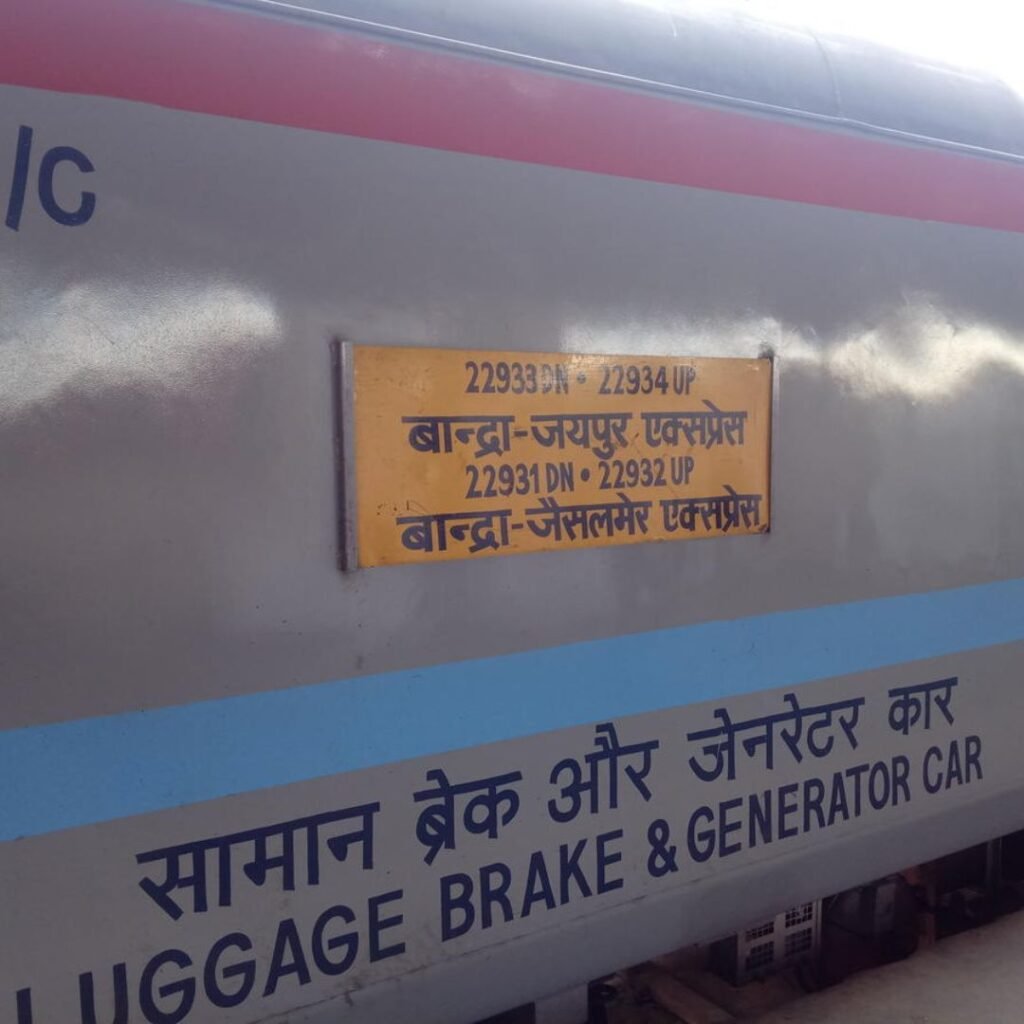 /C
22933 DN • 22934 UP
बान्द्रा-जयपुर एक्सप्रेस
22931 DN • 22932 UP
बान्द्रा-जैसलमेर एक्सप्रेस
सामान ब्रेक और जेनरेटर कार
LUGGAGE BRAKE & GENERATOR CAR